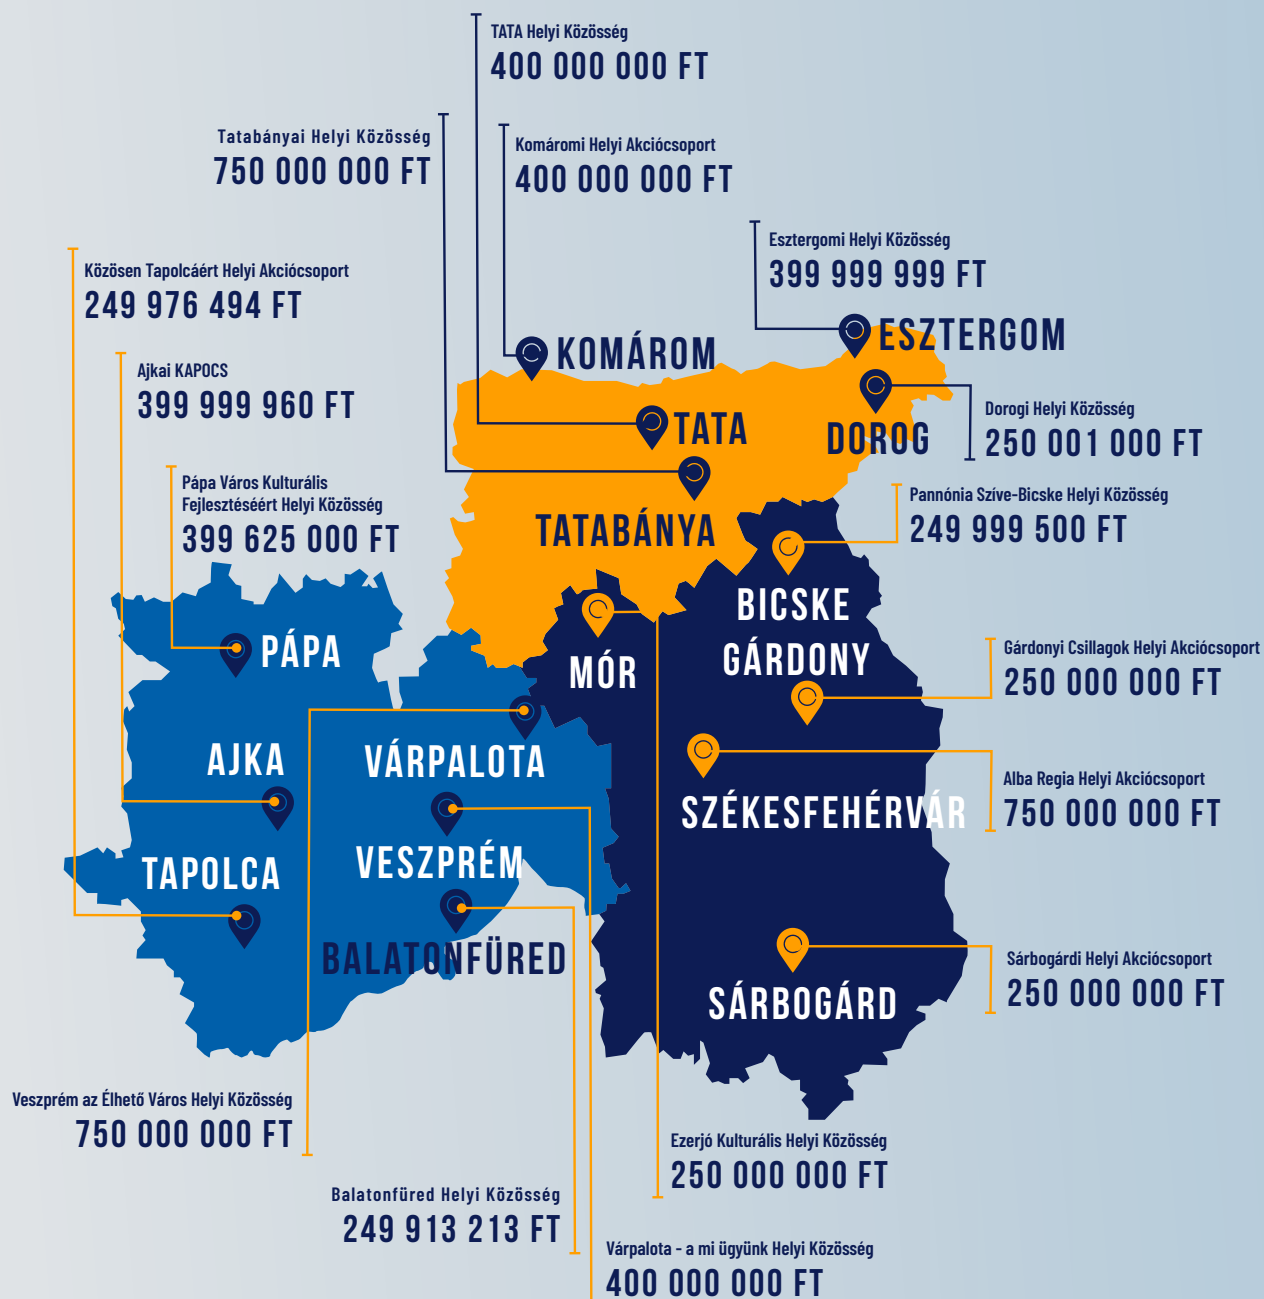 TATA Helyi Közösség
400 000 000 FT
Tatabányai Helyi Közösség
750 000 000 FT
Komáromi Helyi Akciócsoport
400 000 000 FT
Esztergomi Helyi Közösség
399 999 999 FT
Közösen Tapolcáért Helyi Akciócsoport
249 976 494 FT
Ajkai KAPOCS
399 999 960 FT
Pápa Város Kulturális
Fejlesztéséért Helyi Közösség
399 625 000 FT
KOMÁROM
ESZTERGOM
TATA
DOROG
Dorogi Helyi Közösség
250 001 000 FT
Pannónia Szíve-Bicske Helyi Közösség
249 999 500 FT
TATABÁNYA
BICSKE
GÁRDONY
Gárdonyi Csillagok Helyi Akciócsoport
250 000 000 FT
PÁPA
MÓR
AJKA
VÁRPALOTA
Alba Regia Helyi Akciócsoport
750 000 000 FT
SZÉKESFEHÉRVÁR
TAPOLCA
VESZPRÉM
BALATONFÜRED
Sárbogárdi Helyi Akciócsoport
250 000 000 FT
SÁRBOGÁRD
Veszprém az Élhető Város Helyi Közösség
750 000 000 FT
Ezerjó Kulturális Helyi Közösség
250 000 000 FT
Balatonfüred Helyi Közösség
249 913 213 FT
Várpalota - a mi ügyünk Helyi Közösség
400 000 000 FT